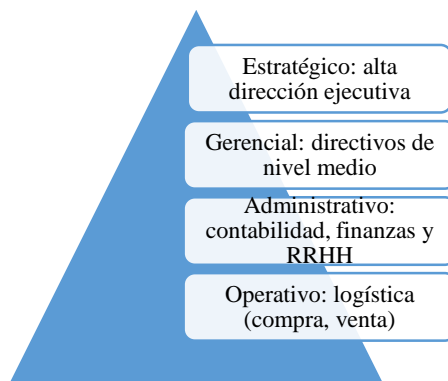 Estratégico: alta
dirección ejecutiva
Gerencial: directivos de
nivel medio
Administrativo:
contabilidad, finanzas y
RRHH
Operativo: logística
(compra, venta)